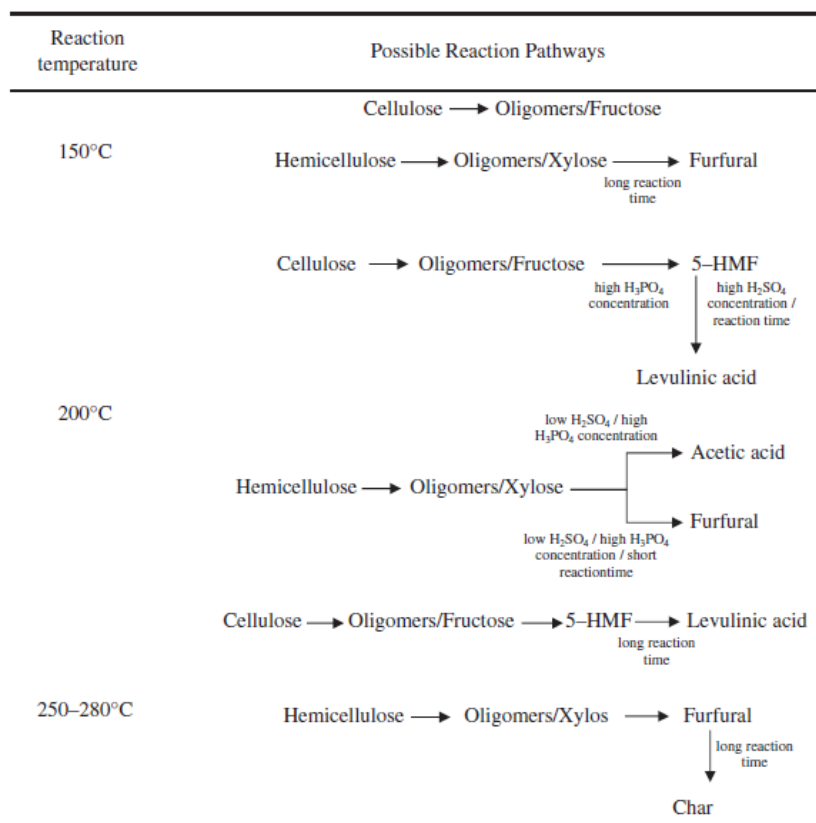 Reaction
temperature
Possible Reaction Pathways
Cellulose → Oligomers/Fructose
150°C
Hemicellulose → Oligomers/Xylose → Furfural
long reaction
time
Cellulose → Oligomers/Fructose → 5–HMF
high H₃PO₄
concentration
high H₂SO₄
concentration /
reaction time
Levulinic acid
200°C
low H₂SO₄ / high
H₃PO₄ concentration
Acetic acid
Hemicellulose → Oligomers/Xylose
Furfural
low H₂SO₄ / high H₃PO₄
concentration / short
reactiontime
Cellulose → Oligomers/Fructose → 5–HMF → Levulinic acid
long reaction
time
250–280°C
Hemicellulose → Oligomers/Xylos → Furfural
long reaction
time
Char